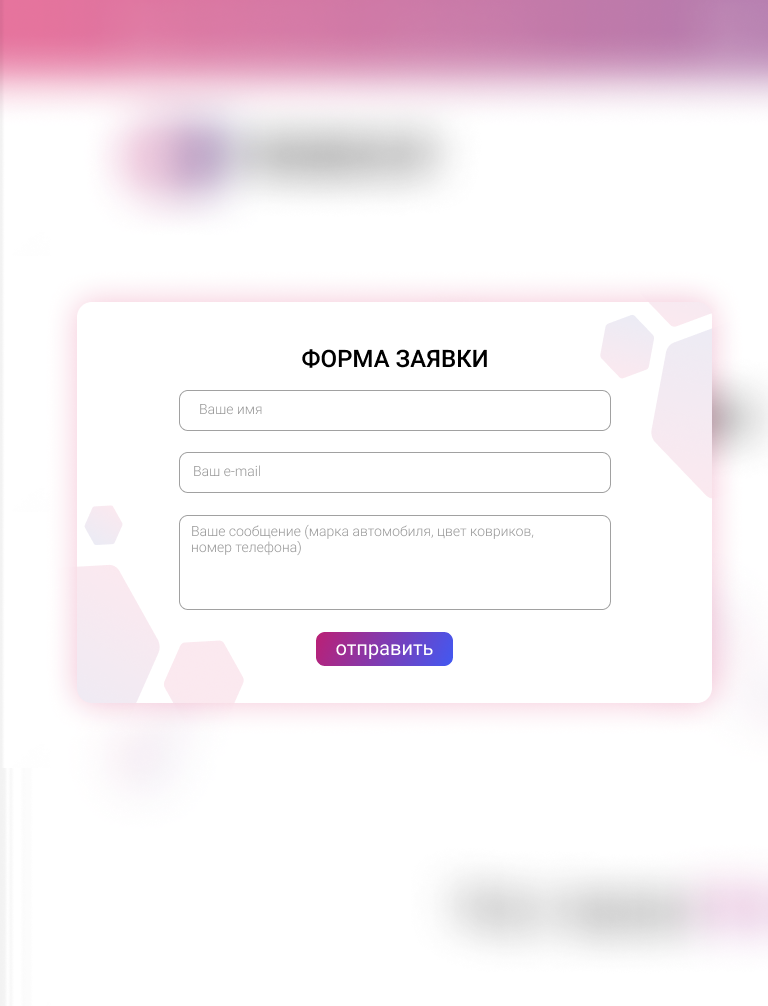 ФОРМА ЗАЯВКИ
Ваше имя
Ваш e-mail
Ваше сообщение (марка автомобиля, цвет ковриков,
номер телефона)
отправить